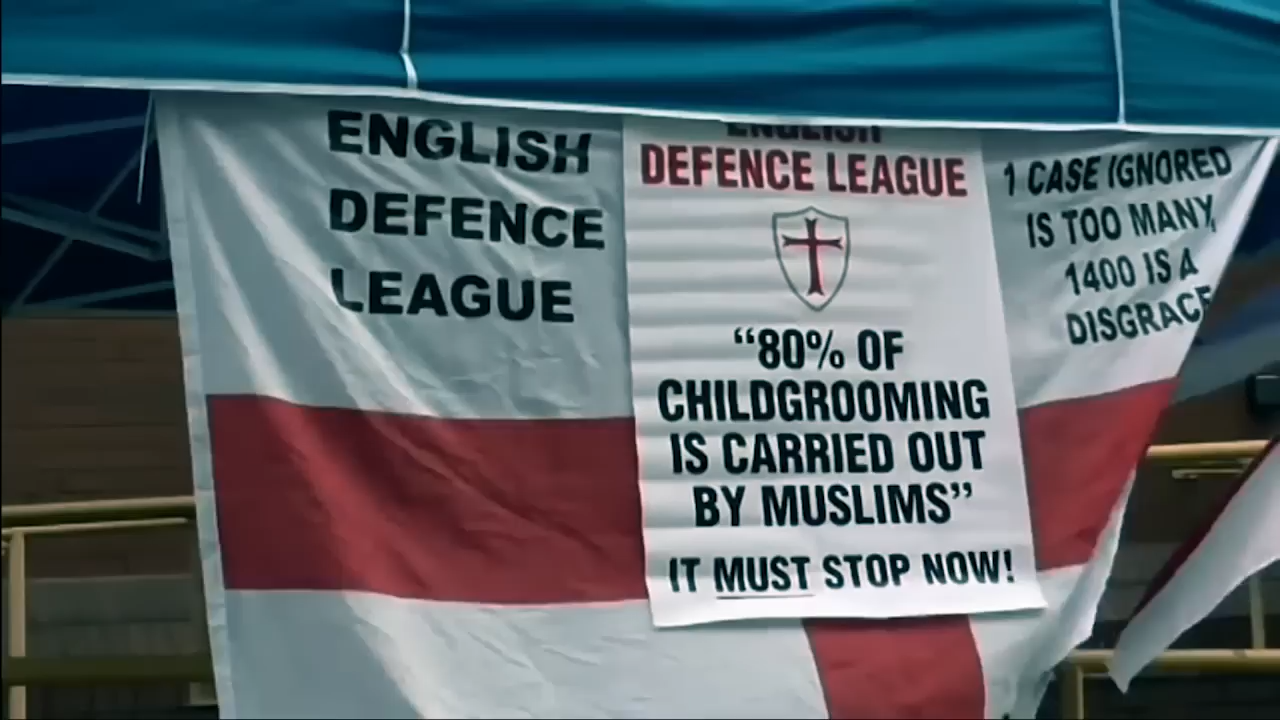 ENGLISH
DEFENCE
LEAGUE
ENGLISH
DEFENCE LEAGUE
“80% OF
CHILDGROOMING
IS CARRIED OUT
BY MUSLIMS”
IT MUST STOP NOW!
1 CASE IGNORED
IS TOO MANY,
1400 IS A
DISGRACE